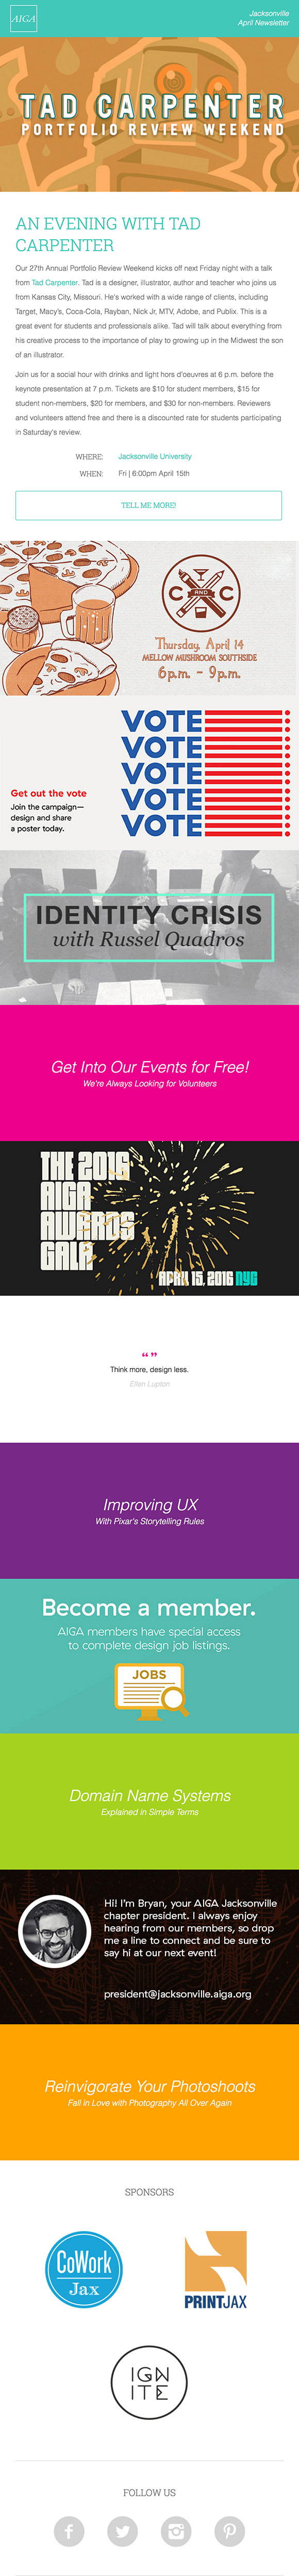 AIGA
Jacksonville
April Newsletter
TAD CARPENTER
PORTFOLIO REVIEW WEEKEND
AN EVENING WITH TAD
CARPENTER
Our 27th Annual Portfolio Review Weekend kicks off next Friday night with a talk
from Tad Carpenter. Tad is a designer, illustrator, author and teacher who joins us
from Kansas City, Missouri. He's worked with a wide range of clients, including
Target, Macy's, Coca-Cola, Rayban, Nick Jr, MTV, Adobe, and Publix. This is a
great event for students and professionals alike. Tad will talk about everything from
his creative process to the importance of play to growing up in the Midwest the son
of an illustrator.
Join us for a social hour with drinks and light hors d'oeuvres at 6 p.m. before the
keynote presentation at 7 p.m. Tickets are $10 for student members, $15 for
student non-members, $20 for members, and $30 for non-members. Reviewers
and volunteers attend free and there is a discounted rate for students participating
in Saturday's review.
WHERE: Jacksonville University
WHEN: Fri | 6:00pm April 15th
TELL ME MORE!
C AND C
Thursday, April 14
MELLOW MUSHROOM SOUTHSIDE
6 p.m. - 9 p.m.
VOTE
VOTE
VOTE
VOTE
VOTE
Get out the vote
Join the campaign—
design and share
a poster today.
IDENTITY CRISIS
with Russel Quadros
Get Into Our Events for Free!
We're Always Looking for Volunteers
THE 2016
AIGA
AWARDS
GALA
APRIL 15, 2016 NYC
“ ”
Think more, design less.
Ellen Lupton
Improving UX
With Pixar's Storytelling Rules
Become a member.
AIGA members have special access
to complete design job listings.
JOBS
Domain Name Systems
Explained in Simple Terms
Hi! I'm Bryan, your AIGA Jacksonville
chapter president. I always enjoy
hearing from our members, so drop
me a line to connect and be sure to
say hi at our next event!
president@jacksonville.aiga.org
Reinvigorate Your Photoshoots
Fall in Love with Photography All Over Again
SPONSORS
CoWork
Jax
PRINTJAX
IGN
ITE
FOLLOW US